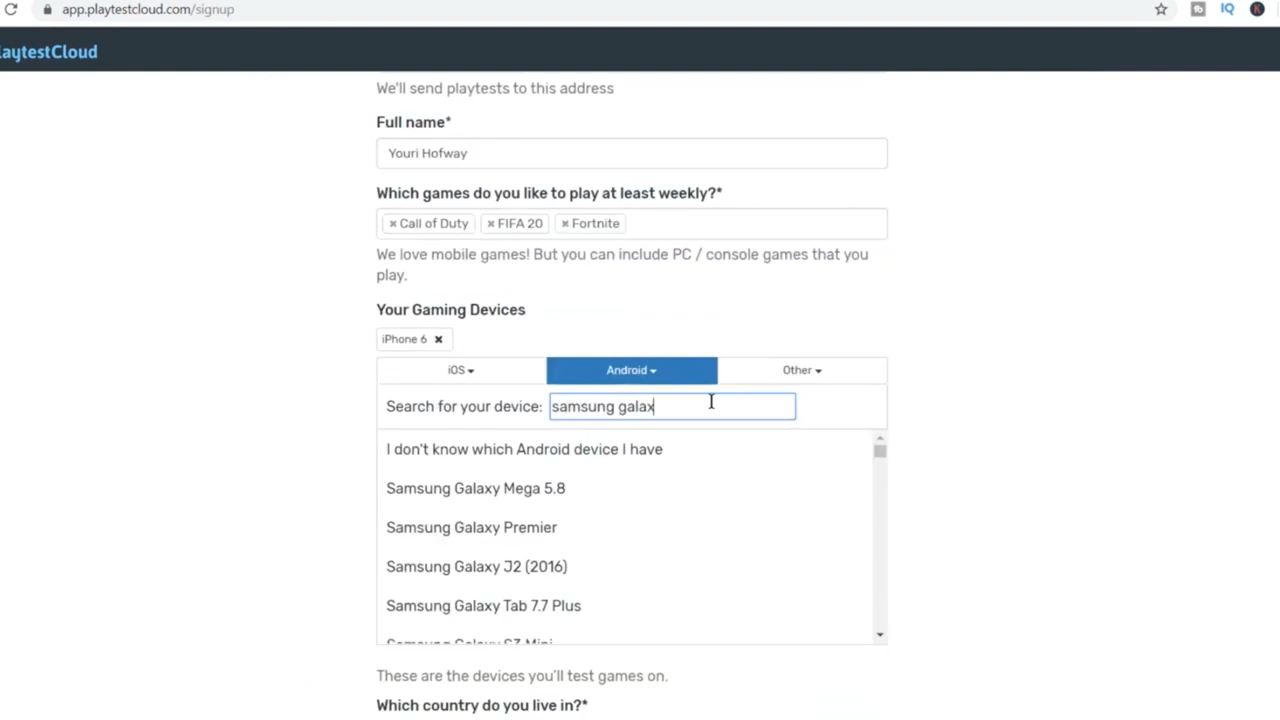 app.playtestcloud.com/signup
laytestCloud
We'll send playtests to this address
Full name*
Youri Hofway
Which games do you like to play at least weekly?*
× Call of Duty × FIFA 20 × Fortnite
We love mobile games! But you can include PC / console games that you
play.
Your Gaming Devices
iPhone 6 ×
iOS Android Other
Search for your device: samsung galax
I don't know which Android device I have
Samsung Galaxy Mega 5.8
Samsung Galaxy Premier
Samsung Galaxy J2 (2016)
Samsung Galaxy Tab 7.7 Plus
Samsung Galaxy S3 Mini
These are the devices you'll test games on.
Which country do you live in?*